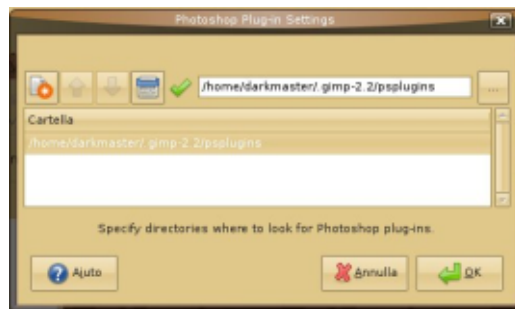 Photoshop Plug-in Settings
/home/darkmaster/.gimp-2.2/psplugins
...
Cartella
/home/darkmaster/.gimp-2.2/psplugins
Specify directories where to look for Photoshop plug-ins.
Aiuto
Annulla
OK